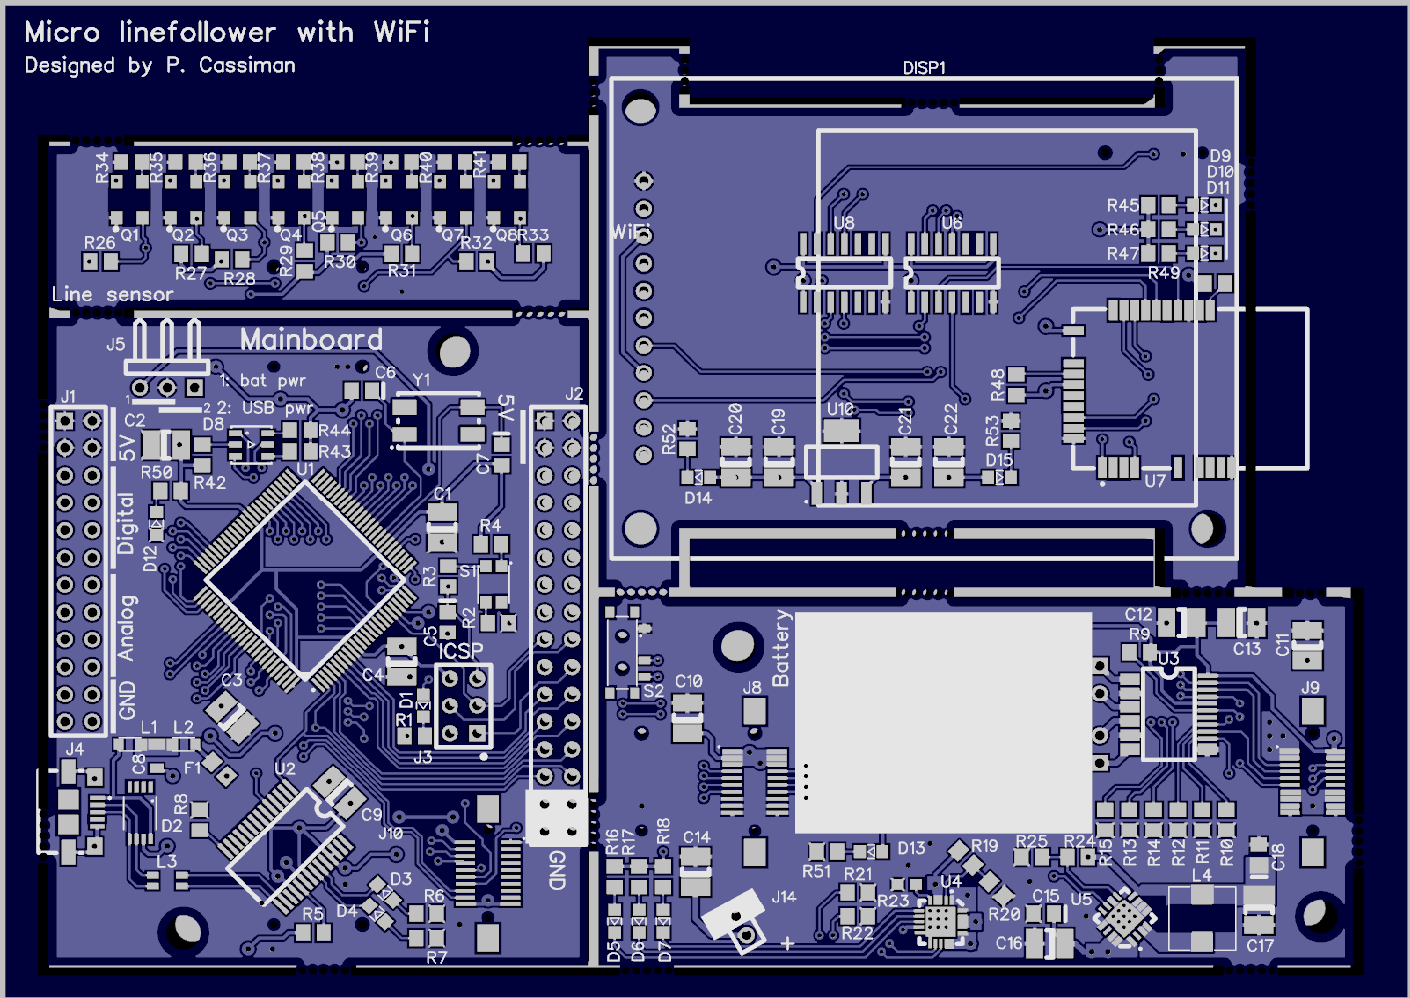 Micro linefollower with WiFi
Designed by P. Cassiman
DISP1
R34 R35 R36 R37 R38 R39 R40 R41
Q1 Q2 Q3 Q4 Q5 Q6 Q7 Q8
R26 R27 R28 R29 R30 R31 R32 R33
Line sensor
WiFi
U8 U6
D9
D10
D11
R45
R46
R47
R49
Mainboard
J5
1: bat pwr
2: USB pwr
1
2
C6 Y1
J1 J2
C2 D8 R44
R43
5V 5V
R50 R42
U1 C7
C1
R4
Digital
D12
R3 S1
R2
C5
Analog
ICSP
C4
C3
GND
D1
R1
J3
L1 L2
J4
C8 F1 U2
R8
C9
D2
J10
L3
GND
D3
D4
R5 R6
R7
R48
R52 C20 C19 U10 C21 C22 R53
D14 D15
U7
Battery
S2 C10 J8
C12 C13 C11
R9 U3
J9
R16 R17 R18 C14
D5 D6 D7
J14
+
R51 D13
R21
R22 R23
R19 U4
R20
R25 R24
C15 U5
C16
R15 R13 R14 R12 R11 R10
L4 C18
C17